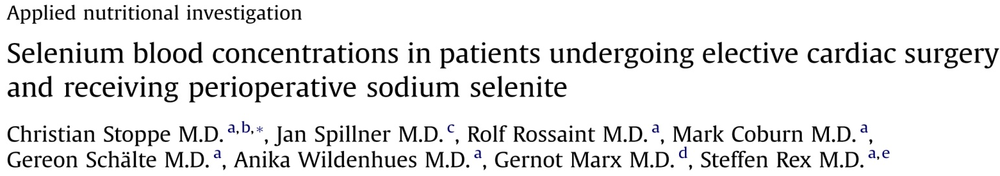 Applied nutritional investigation
Selenium blood concentrations in patients undergoing elective cardiac surgery
and receiving perioperative sodium selenite
Christian Stoppe M.D. a,b,*, Jan Spillner M.D. c, Rolf Rossaint M.D. a, Mark Coburn M.D. a,
Gereon Schälte M.D. a, Anika Wildenhues M.D. a, Gernot Marx M.D. d, Steffen Rex M.D. a,e